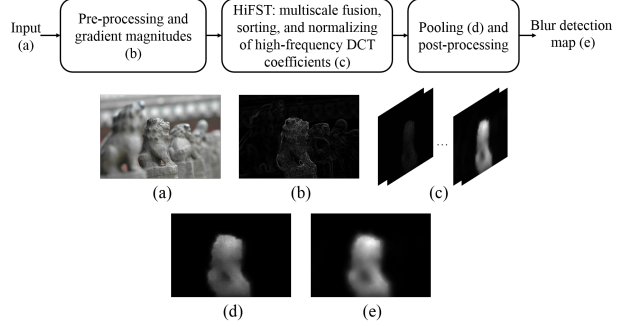 Input
(a)
Pre-processing and
gradient magnitudes
(b)
HiFST: multiscale fusion,
sorting, and normalizing
of high-frequency DCT
coefficients (c)
Pooling (d) and
post-processing
Blur detection
map (e)
(a)
(b)
...
(c)
(d)
(e)